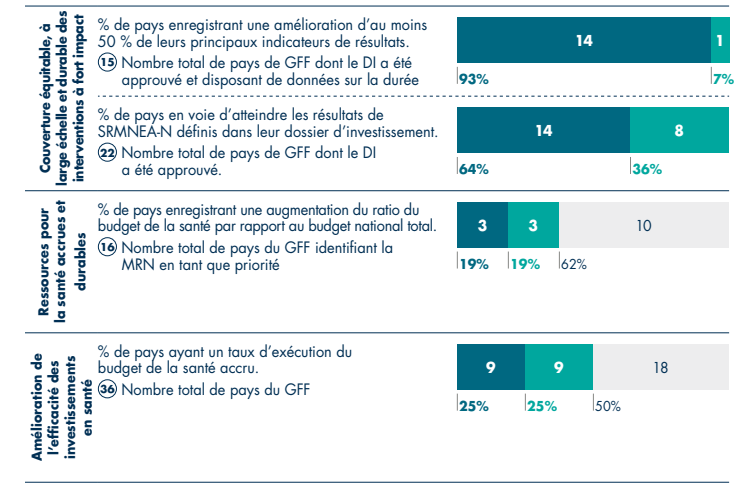 Couverture équitable, à
large échelle et durable des
interventions à fort impact
% de pays enregistrant une amélioration d’au moins
50 % de leurs principaux indicateurs de résultats.
15 Nombre total de pays de GFF dont le DI a été
approuvé et disposant de données sur la durée
14 1
93% 7%
% de pays en voie d’atteindre les résultats de
SRMNEA-N définis dans leur dossier d’investissement.
22 Nombre total de pays de GFF dont le DI
a été approuvé.
14 8
64% 36%
Ressources pour
la santé accrues et
durables
% de pays enregistrant une augmentation du ratio du
budget de la santé par rapport au budget national total.
16 Nombre total de pays du GFF identifiant la
MRN en tant que priorité
3 3 10
19% 19% 62%
Amélioration de
l’efficacité des
investissements
en santé
% de pays ayant un taux d’exécution du
budget de la santé accru.
36 Nombre total de pays du GFF
9 9 18
25% 25% 50%